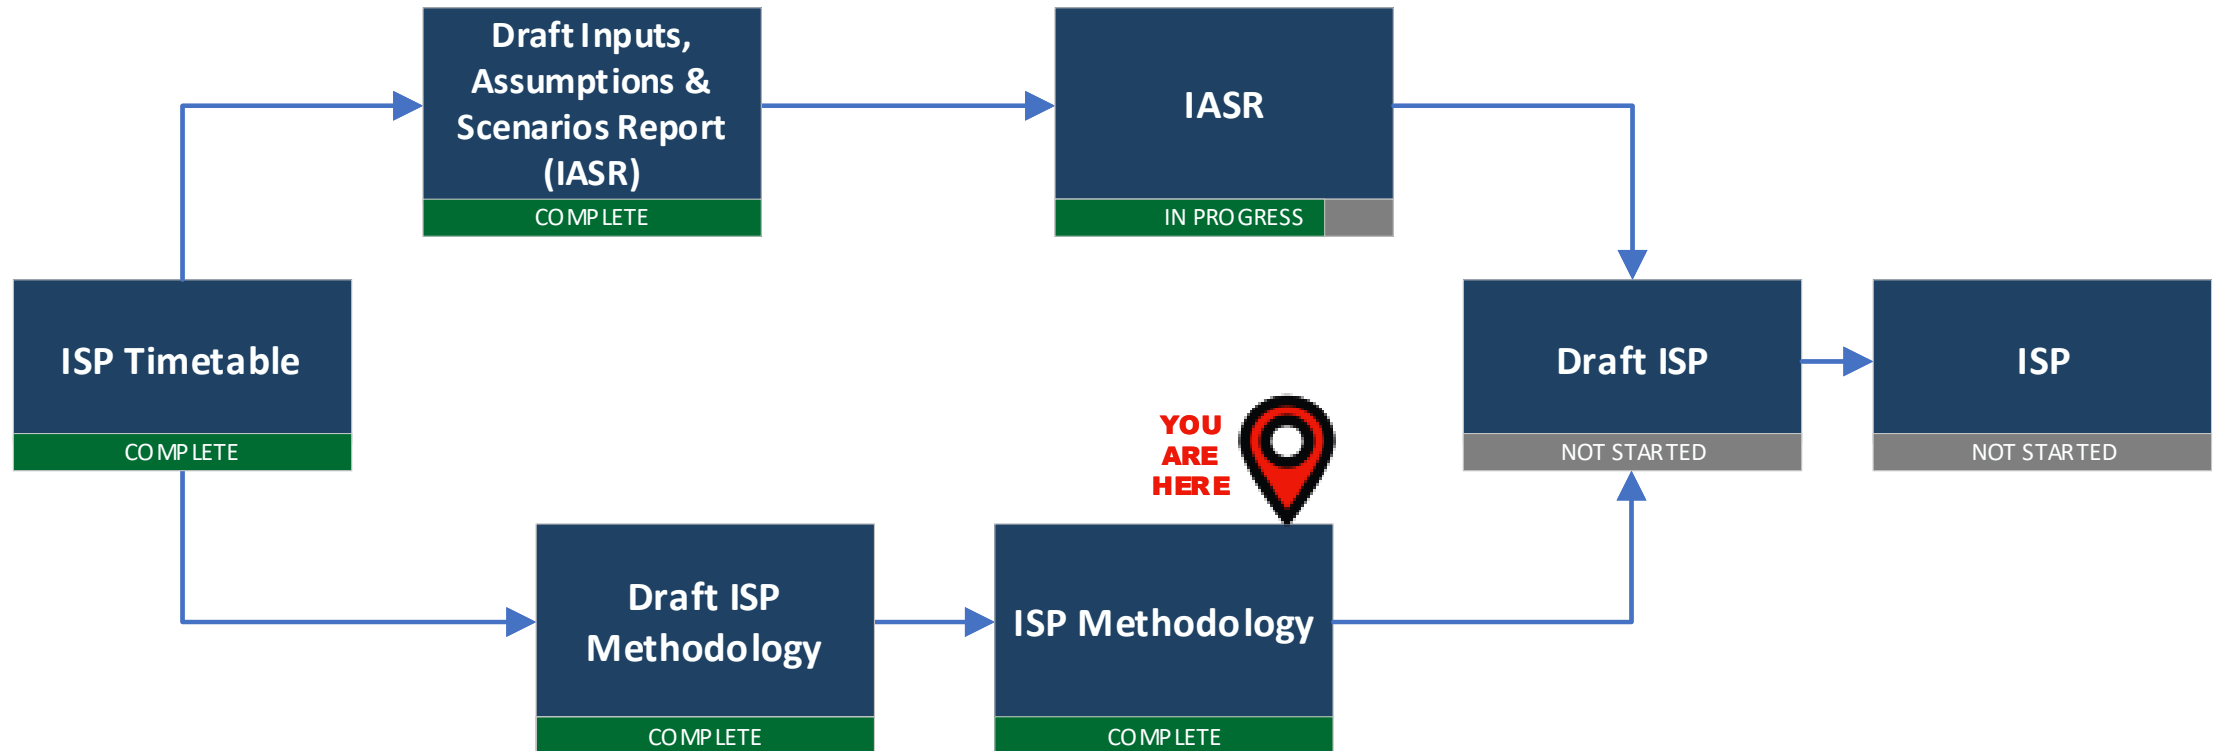 Draft Inputs,
Assumptions &
Scenarios Report
(IASR)
COMPLETE
IASR
IN PROGRESS
ISP Timetable
COMPLETE
Draft ISP
NOT STARTED
ISP
NOT STARTED
YOU
ARE
HERE
Draft ISP
Methodology
COMPLETE
ISP Methodology
COMPLETE